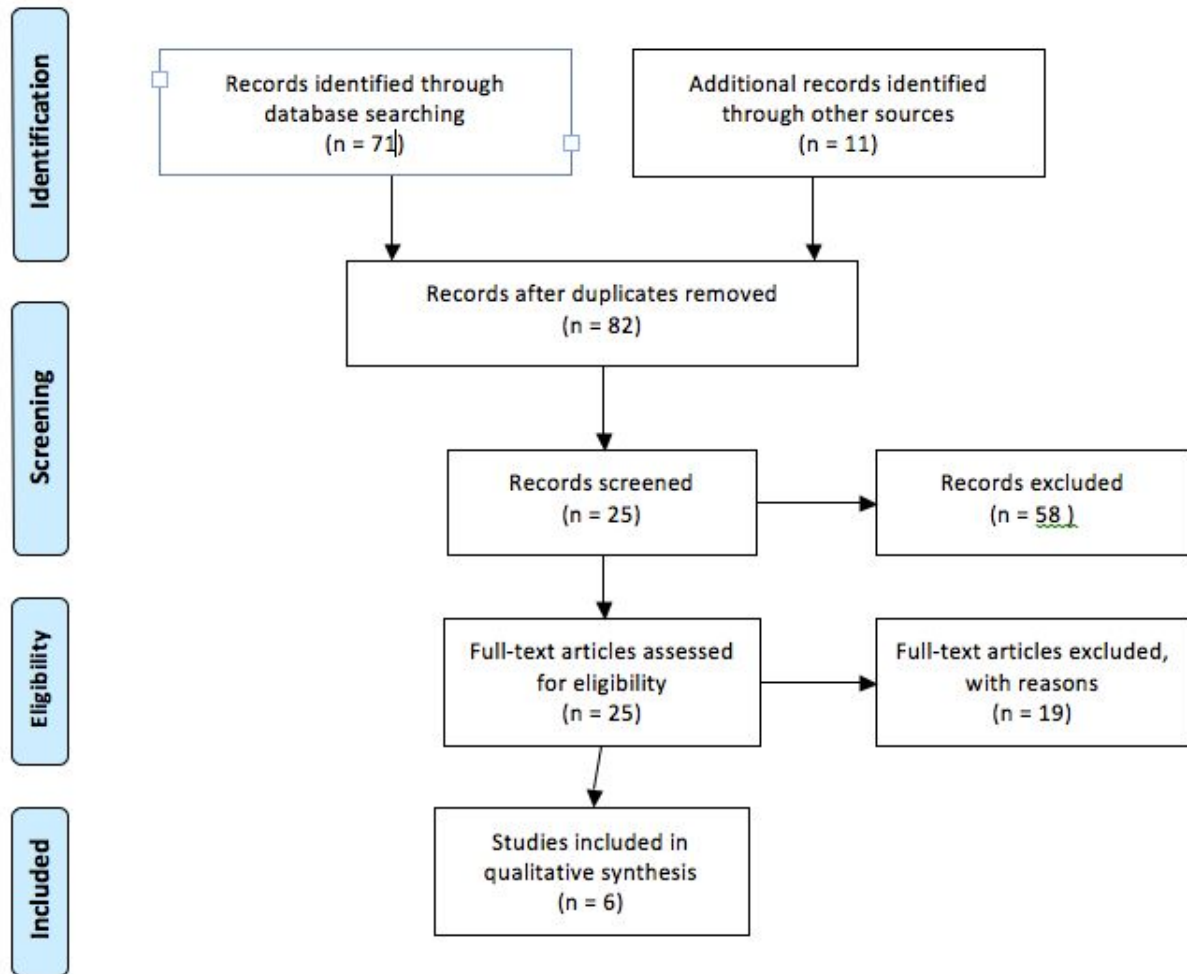 Identification
Records identified through
database searching
(n = 71)
Additional records identified
through other sources
(n = 11)
Records after duplicates removed
(n = 82)
Screening
Records screened
(n = 25)
Records excluded
(n = 58 )
Eligibility
Full-text articles assessed
for eligibility
(n = 25)
Full-text articles excluded,
with reasons
(n = 19)
Included
Studies included in
qualitative synthesis
(n = 6)